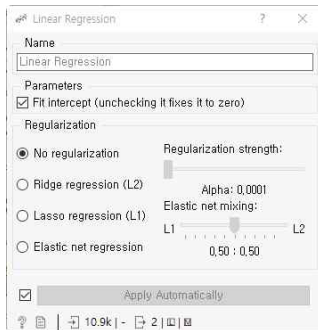 Linear Regression
Name
Linear Regression
Parameters
Fit intercept (unchecking it fixes it to zero)
Regularization
No regularization
Ridge regression (L2)
Lasso regression (L1)
Elastic net regression
Regularization strength:
Alpha: 0,0001
Elastic net mixing:
L1 L2
0,50 : 0,50
Apply Automatically
? 10.9k | - 2 |